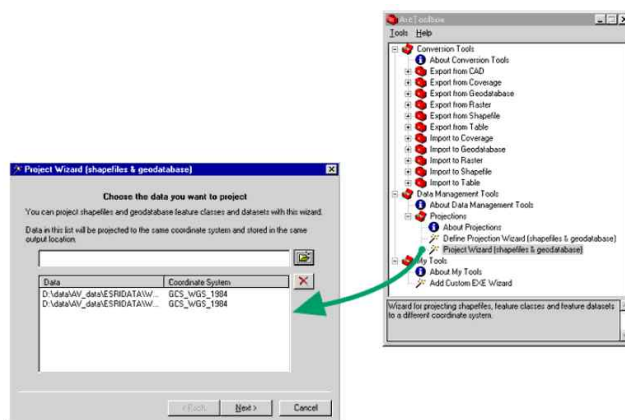 ArcToolbox
Tools Help
Conversion Tools
About Conversion Tools
Export from CAD
Export from Coverage
Export from Geodatabase
Export from Raster
Export from Shapefile
Export from Table
Import to Coverage
Import to Geodatabase
Import to Raster
Import to Shapefile
Import to Table
Data Management Tools
About Data Management Tools
Projections
About Projections
Define Projection Wizard (shapefiles & geodatabase)
Project Wizard (shapefiles & geodatabase)
My Tools
About My Tools
Add Custom EXE Wizard
Wizard for projecting shapefiles, feature classes and feature datasets
to a different coordinate system.
Project Wizard (shapefiles & geodatabase)
Choose the data you want to project
You can project shapefiles and geodatabase feature classes and datasets with this wizard.
Data in this list will be projected to the same coordinate system and stored in the same
output location.
Data Coordinate System
D:\data\AV_data\ESRIDATA\W... GCS_WGS_1984
D:\data\AV_data\ESRIDATA\W... GCS_WGS_1984
< Back Next > Cancel